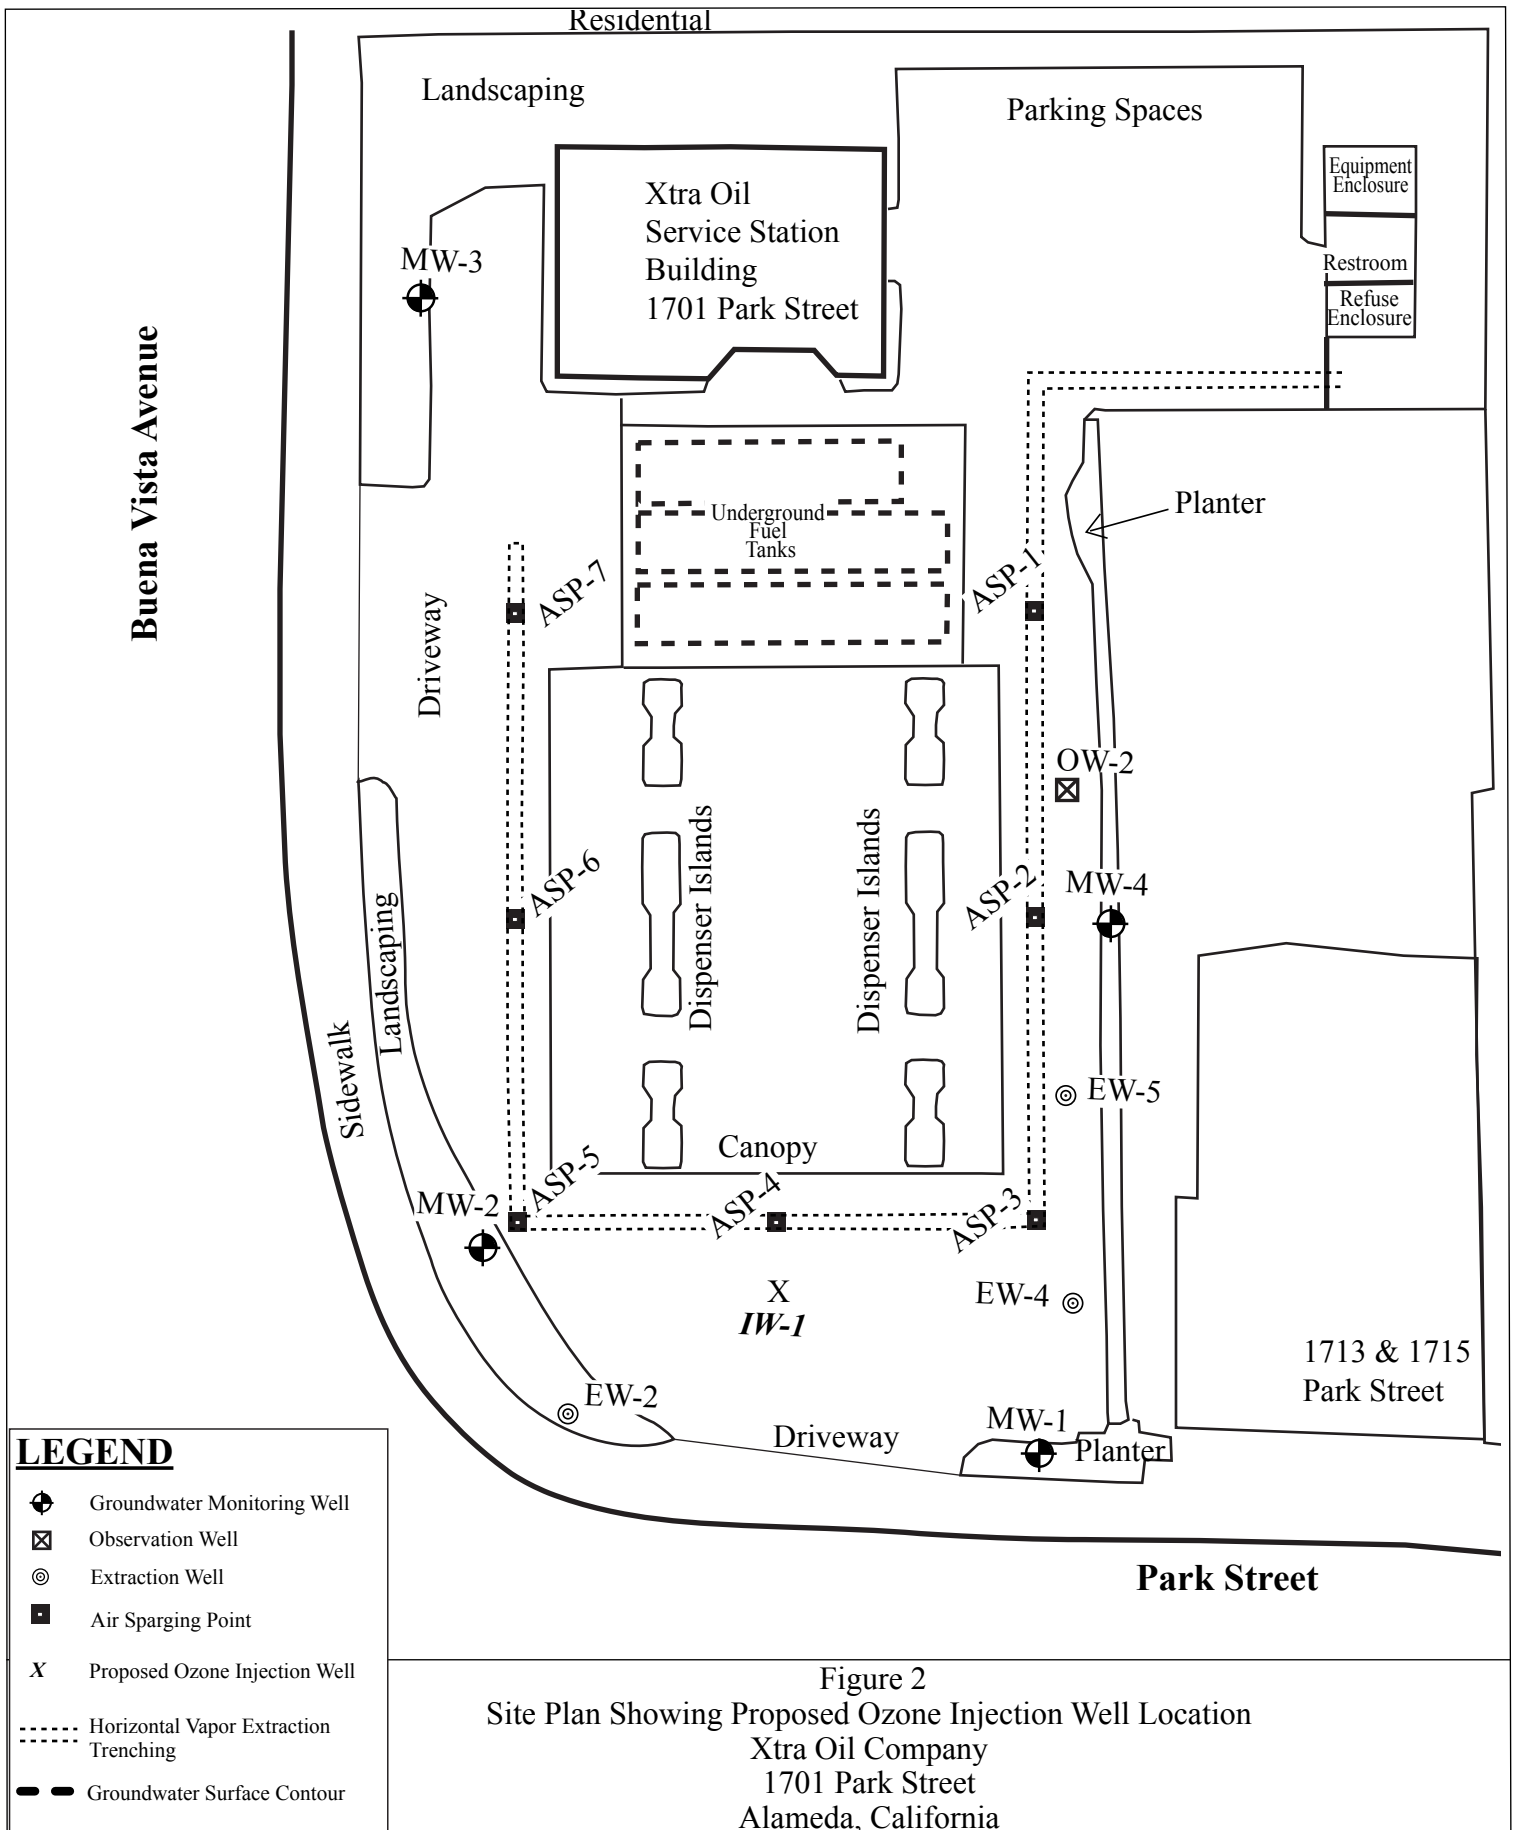 Residential
Landscaping
Parking Spaces
Equipment
Enclosure
Xtra Oil
Service Station
Building
1701 Park Street
MW-3
Restroom
Refuse
Enclosure
Buena Vista Avenue
Planter
Underground
Fuel
Tanks
ASP-7
ASP-1
Driveway
OW-2
Dispenser Islands
Dispenser Islands
ASP-6
ASP-2
MW-4
Landscaping
Sidewalk
EW-5
Canopy
ASP-5
MW-2
ASP-4
ASP-3
X
IW-1
EW-4
1713 & 1715
Park Street
EW-2
MW-1
Driveway
Planter
Park Street
LEGEND
Groundwater Monitoring Well
Observation Well
Extraction Well
Air Sparging Point
X Proposed Ozone Injection Well
Horizontal Vapor Extraction
Trenching
Groundwater Surface Contour
Figure 2
Site Plan Showing Proposed Ozone Injection Well Location
Xtra Oil Company
1701 Park Street
Alameda, California